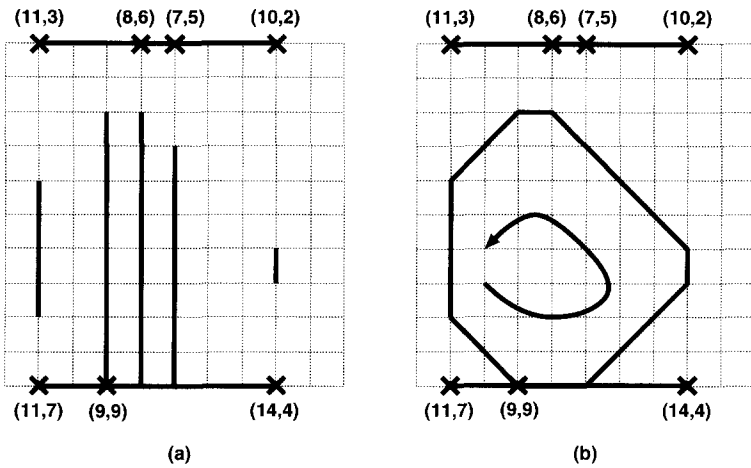 (11,3) (8,6) (7,5) (10,2) (11,3) (8,6) (7,5) (10,2)
(11,7) (9,9) (14,4) (11,7) (9,9) (14,4)
(a) (b)